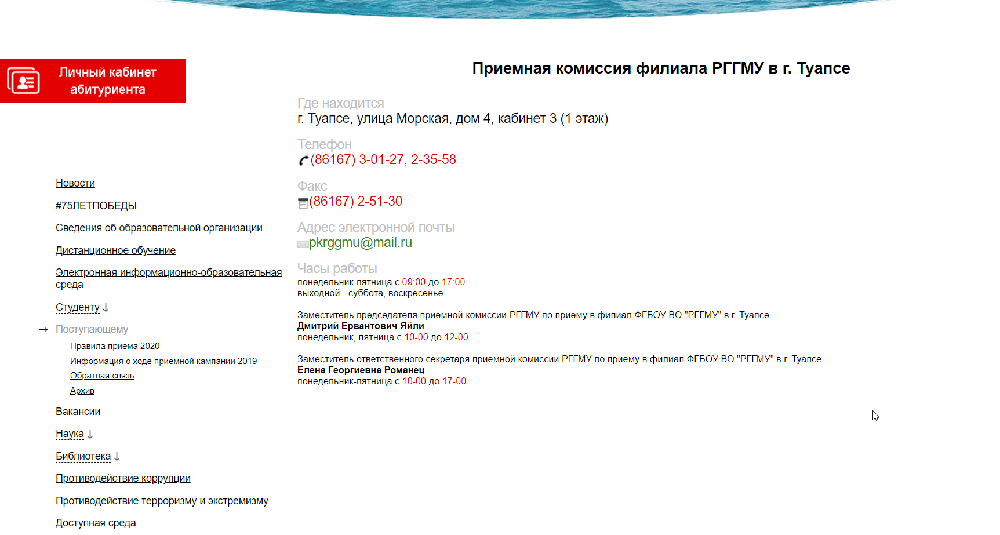 Личный кабинет
абитуриента
Новости
#75ЛЕТПОБЕДЫ
Сведения об образовательной организации
Дистанционное обучение
Электронная информационно-образовательная
среда
Студенту ↓
→ Поступающему
Правила приема 2020
Информация о ходе приемной кампании 2019
Обратная связь
Архив
Вакансии
Наука ↓
Библиотека ↓
Противодействие коррупции
Противодействие терроризму и экстремизму
Доступная среда
Приемная комиссия филиала РГГМУ в г. Туапсе
Где находится
г. Туапсе, улица Морская, дом 4, кабинет 3 (1 этаж)
Телефон
(86167) 3-01-27, 2-35-58
Факс
(86167) 2-51-30
Адрес электронной почты
pkrggmu@mail.ru
Часы работы
понедельник-пятница с 09:00 до 17:00
выходной - суббота, воскресенье
Заместитель председателя приемной комиссии РГГМУ по приему в филиал ФГБОУ ВО "РГГМУ" в г. Туапсе
Дмитрий Ервантович Яйли
понедельник, пятница с 10-00 до 12-00
Заместитель ответственного секретаря приемной комиссии РГГМУ по приему в филиал ФГБОУ ВО "РГГМУ" в г. Туапсе
Елена Георгиевна Романец
понедельник-пятница с 10-00 до 17-00